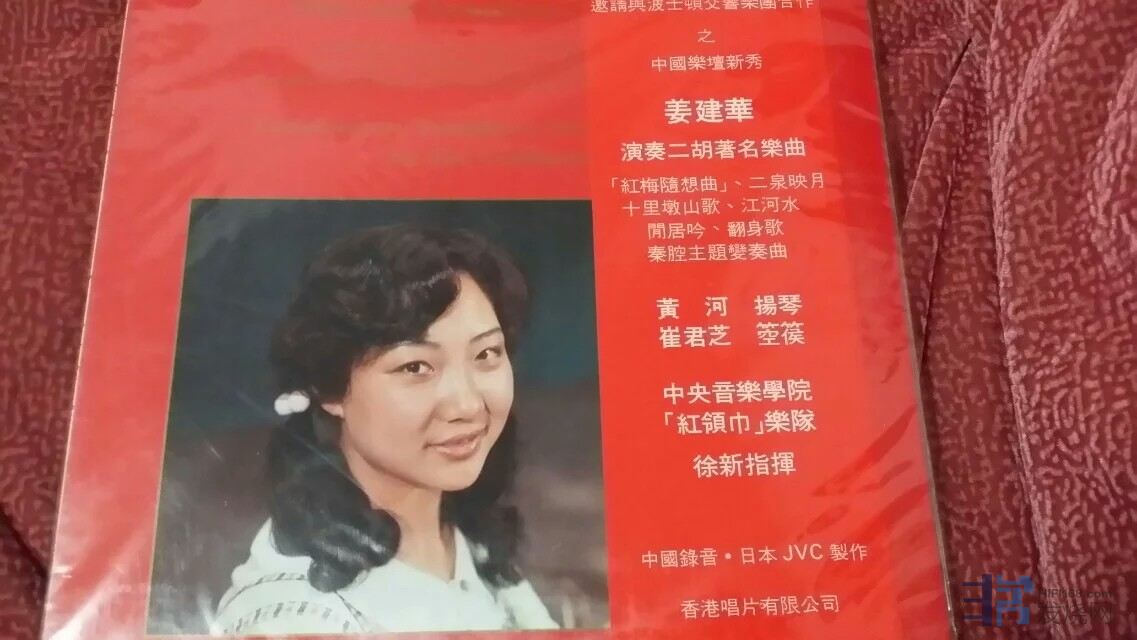 邀請與波士頓交響樂團合作
之
中國樂壇新秀
姜建華
演奏二胡著名樂曲
「紅梅隨想曲」、二泉映月
十里墩山歌、江河水
閒居吟、翻身歌
秦腔主題變奏曲
黃 河 揚琴
崔君芝 箜篌
中央音樂學院
「紅領巾」樂隊
徐新指揮
中國錄音•日本 JVC 製作
香港唱片有限公司
HIFI168.com
发烧网